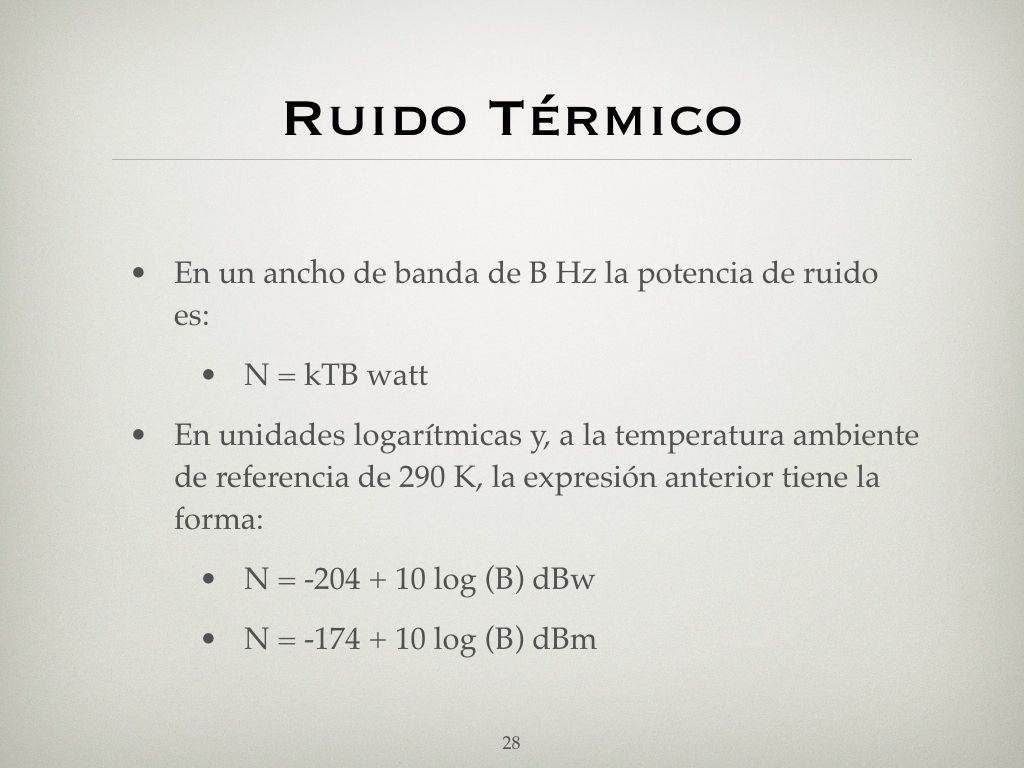 Ruido Térmico
• En un ancho de banda de B Hz la potencia de ruido
es:
• N = kTB watt
• En unidades logarítmicas y, a la temperatura ambiente
de referencia de 290 K, la expresión anterior tiene la
forma:
• N = -204 + 10 log (B) dBw
• N = -174 + 10 log (B) dBm
28